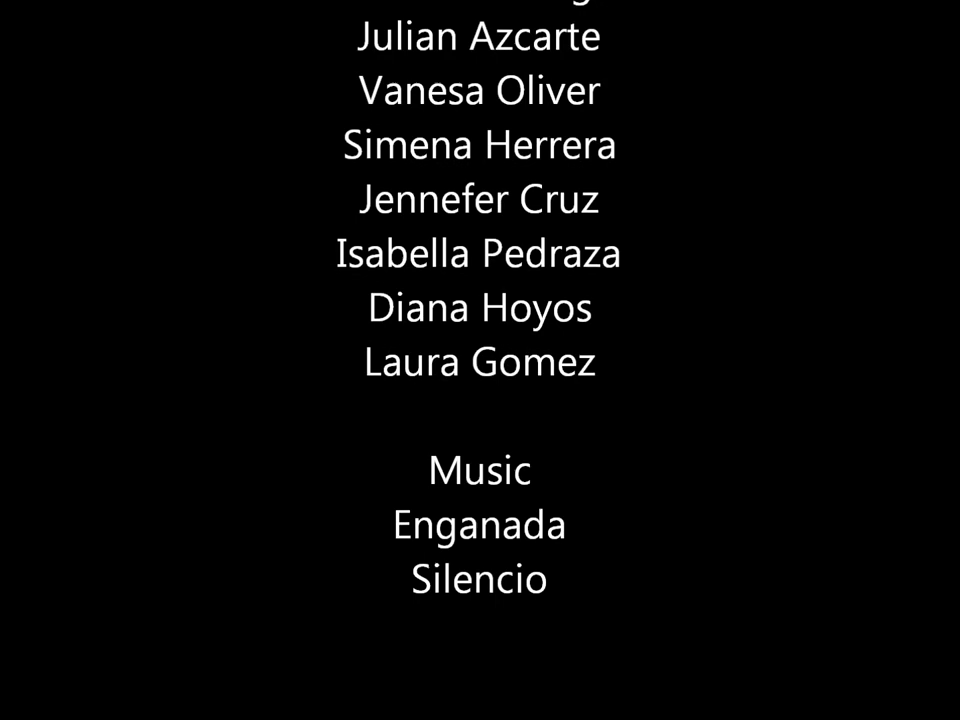 Julian Azcarte
Vanesa Oliver
Simena Herrera
Jennefer Cruz
Isabella Pedraza
Diana Hoyos
Laura Gomez
Music
Enganada
Silencio